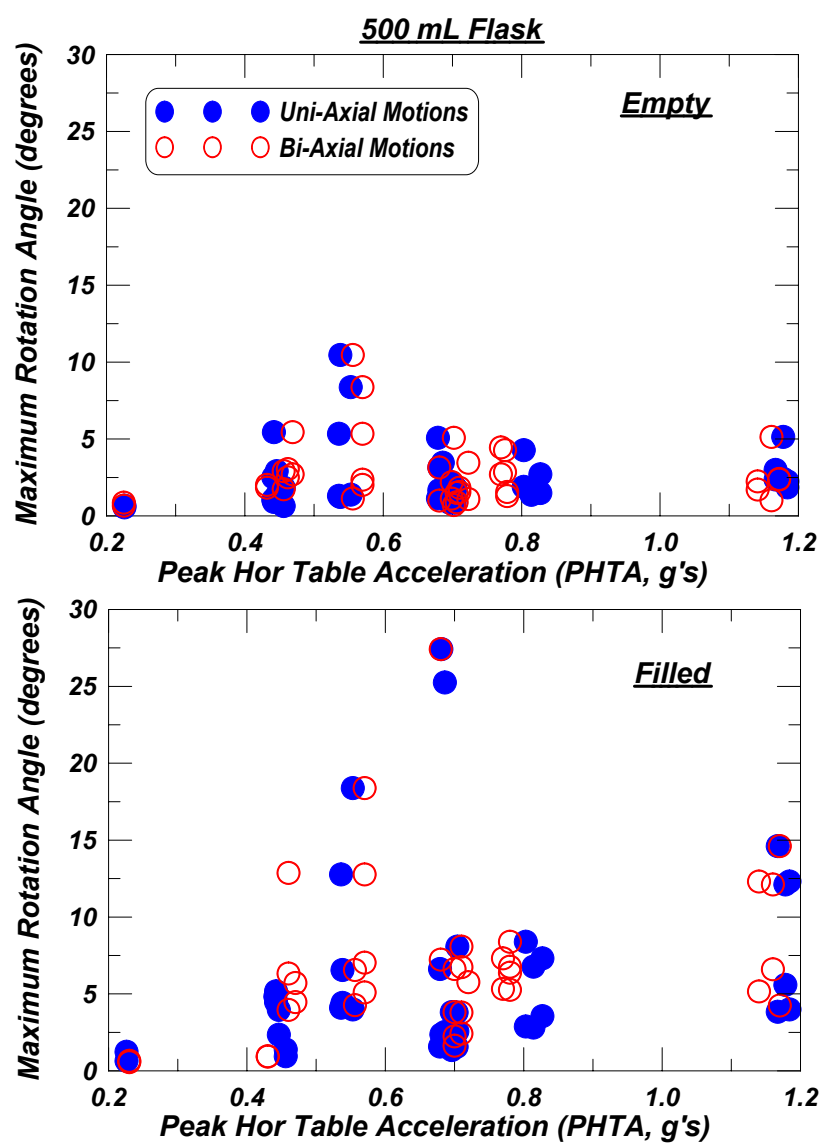 500 mL Flask
30
25
20
15
10
5
0
Maximum Rotation Angle (degrees)
Uni-Axial Motions
Bi-Axial Motions
Empty
0.2 0.4 0.6 0.8 1.0 1.2
Peak Hor Table Acceleration (PHTA, g's)
30
25
20
15
10
5
0
Maximum Rotation Angle (degrees)
Filled
0.2 0.4 0.6 0.8 1.0 1.2
Peak Hor Table Acceleration (PHTA, g's)